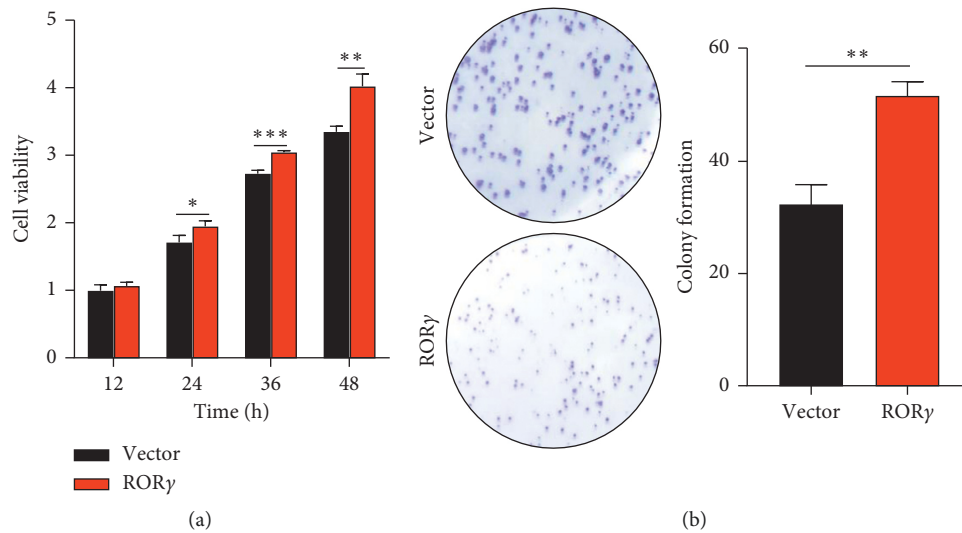 Cell viability
5
4
3
2
1
0
*
***
**
12 24 36 48
Time (h)
Vector
RORγ
(a)
Vector
RORγ
Colony formation
60
40
20
0
**
Vector RORγ
(b)